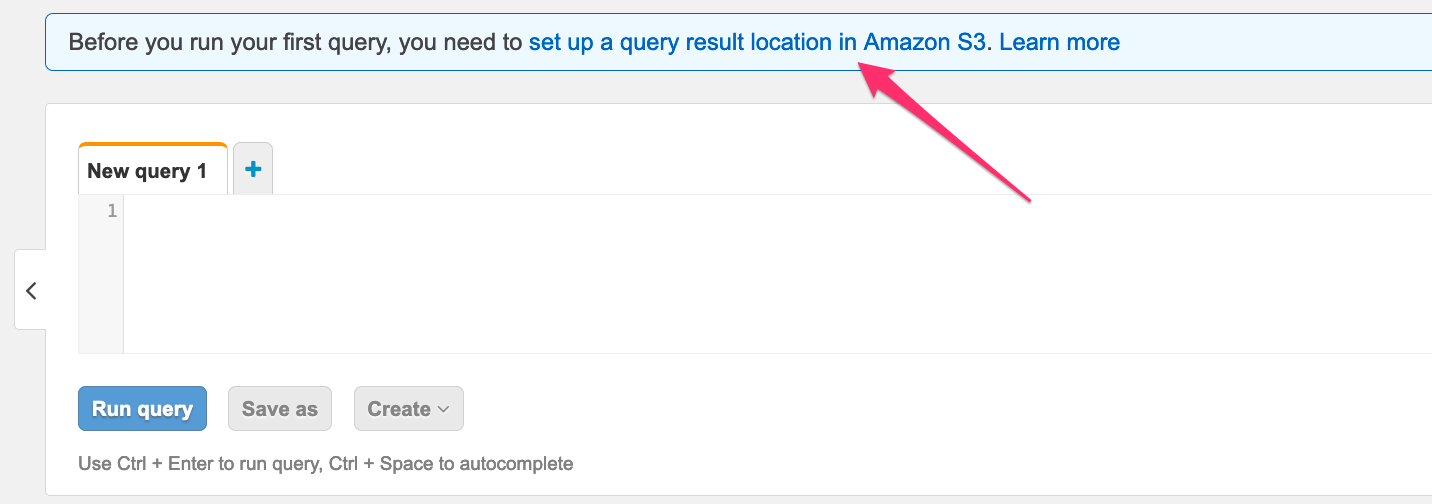 Before you run your first query, you need to set up a query result location in Amazon S3. Learn more
New query 1
1
Run query Save as Create
Use Ctrl + Enter to run query, Ctrl + Space to autocomplete